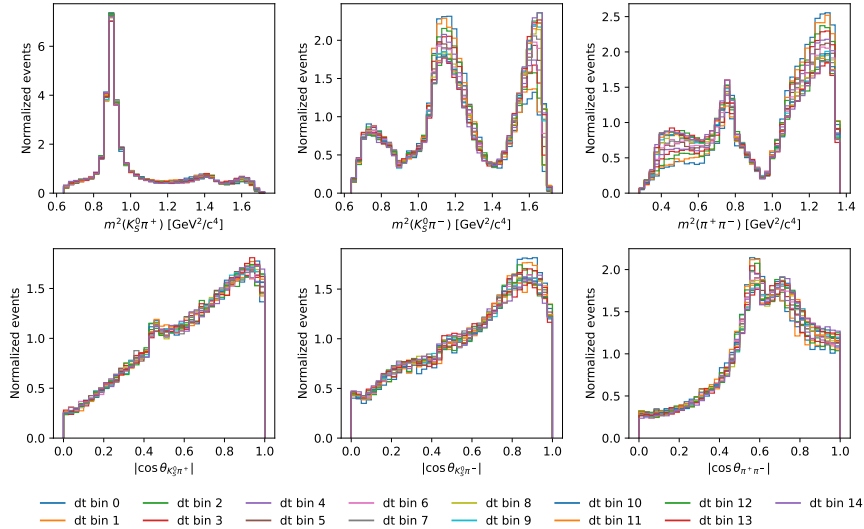 Normalized events
6
4
2
0
0.6 0.8 1.0 1.2 1.4 1.6
m²(K_S^0π⁺) [GeV²/c⁴]
Normalized events
2.0
1.5
1.0
0.5
0.0
0.6 0.8 1.0 1.2 1.4 1.6
m²(K_S^0π⁻) [GeV²/c⁴]
Normalized events
2.5
2.0
1.5
1.0
0.5
0.0
0.4 0.6 0.8 1.0 1.2 1.4
m²(π⁺π⁻) [GeV²/c⁴]
Normalized events
1.5
1.0
0.5
0.0
0.0 0.2 0.4 0.6 0.8 1.0
|cos θ_{K_S^0π⁺}|
Normalized events
1.5
1.0
0.5
0.0
0.0 0.2 0.4 0.6 0.8 1.0
|cos θ_{K_S^0π⁻}|
Normalized events
2.0
1.5
1.0
0.5
0.0
0.0 0.2 0.4 0.6 0.8 1.0
|cos θ_{π⁺π⁻}|
dt bin 0 dt bin 2 dt bin 4 dt bin 6 dt bin 8 dt bin 10 dt bin 12 dt bin 14
dt bin 1 dt bin 3 dt bin 5 dt bin 7 dt bin 9 dt bin 11 dt bin 13